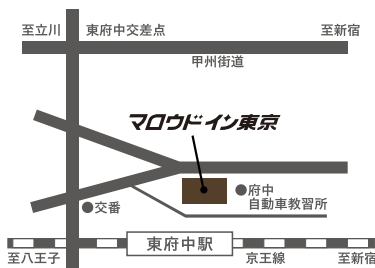 至立川
東府中交差点
至新宿
甲州街道
マロウドイン東京
府中
自動車教習所
交番
東府中駅
至八王子
京王線
至新宿